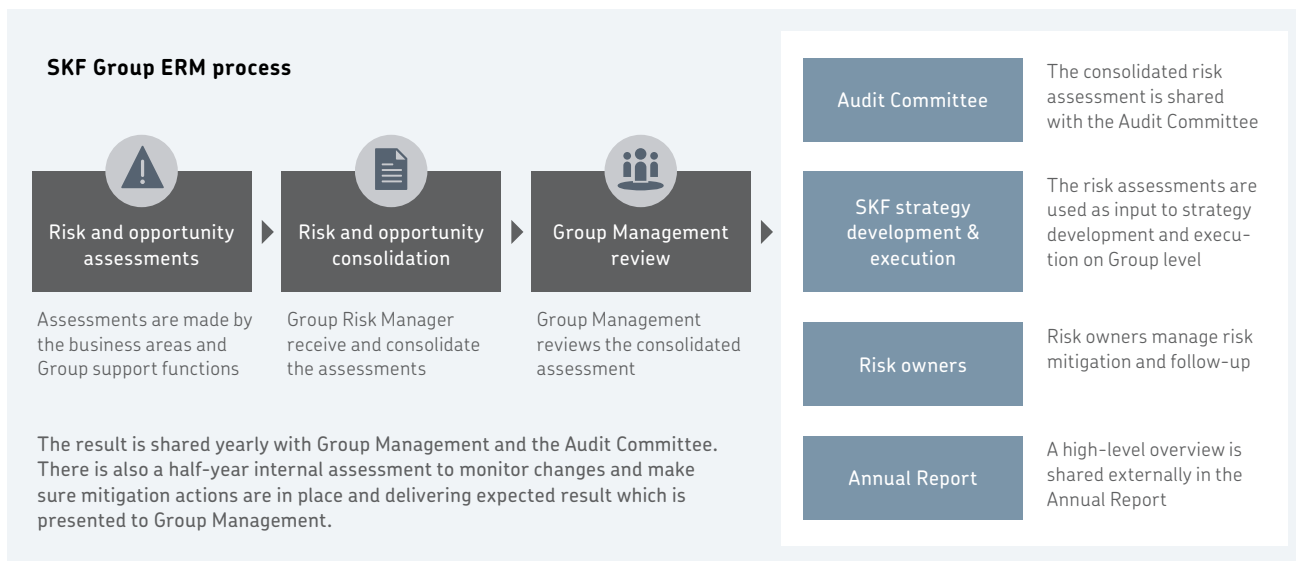 SKF Group ERM process
Risk and opportunity
assessments
Assessments are made by
the business areas and
Group support functions
Risk and opportunity
consolidation
Group Risk Manager
receive and consolidate
the assessments
Group Management
review
Group Management
reviews the consolidated
assessment
The result is shared yearly with Group Management and the Audit Committee.
There is also a half-year internal assessment to monitor changes and make
sure mitigation actions are in place and delivering expected result which is
presented to Group Management.
Audit Committee
The consolidated risk
assessment is shared
with the Audit Committee
SKF strategy
development &
execution
The risk assessments are
used as input to strategy
development and execu-
tion on Group level
Risk owners
Risk owners manage risk
mitigation and follow-up
Annual Report
A high-level overview is
shared externally in the
Annual Report